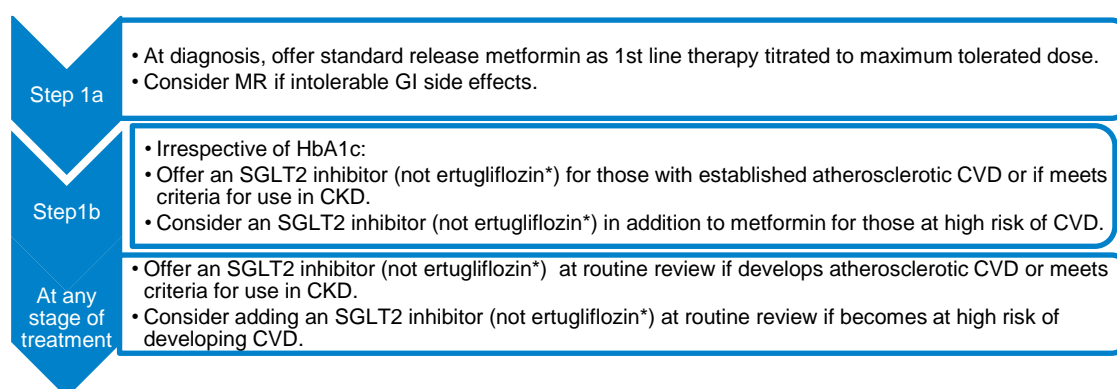 Step 1a
• At diagnosis, offer standard release metformin as 1st line therapy titrated to maximum tolerated dose.
• Consider MR if intolerable GI side effects.
Step1b
• Irrespective of HbA1c:
• Offer an SGLT2 inhibitor (not ertugliflozin*) for those with established atherosclerotic CVD or if meets
criteria for use in CKD.
• Consider an SGLT2 inhibitor (not ertugliflozin*) in addition to metformin for those at high risk of CVD.
At any
stage of
treatment
• Offer an SGLT2 inhibitor (not ertugliflozin*)  at routine review if develops atherosclerotic CVD or meets
criteria for use in CKD.
• Consider adding an SGLT2 inhibitor (not ertugliflozin*) at routine review if becomes at high risk of
developing CVD.